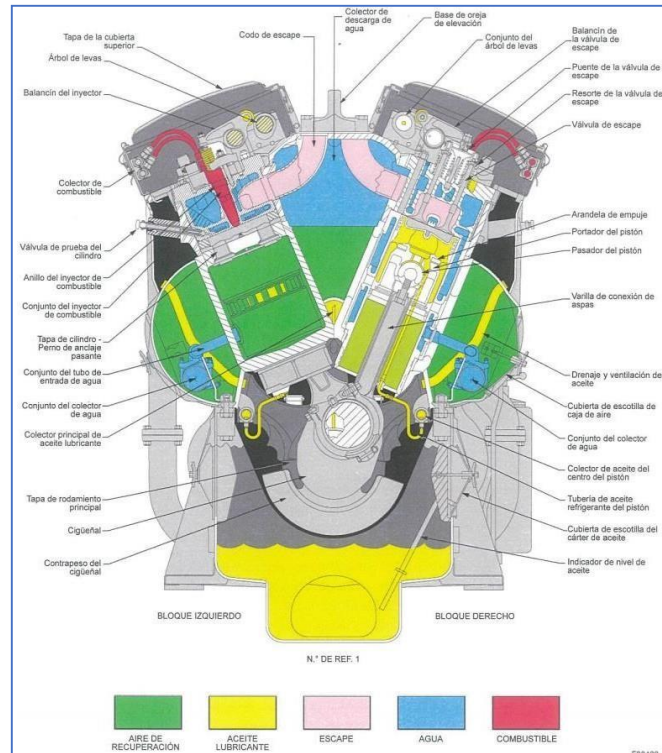 Colector de
descarga de
agua
Base de oreja
de elevación
Balancín de
la válvula de
escape
Tapa de la cubierta
superior
Codo de escape
Conjunto del
árbol de levas
Puente de la válvula de
escape
Árbol de levas
Resorte de la válvula de
escape
Balancín del inyector
Válvula de escape
Colector de
combustible
Arandela de empuje
Portador del pistón
Válvula de prueba del
cilindro
Pasador del pistón
Anillo del inyector de
combustible
Conjunto del inyector
de combustible
Varilla de conexión de
aspas
Tapa de cilindro -
Perno de anclaje
pasante
Conjunto del tubo de
entrada de agua
Drenaje y ventilación de
aceite
Conjunto del colector
de agua
Cubierta de escotilla de
caja de aire
Colector principal de
aceite lubricante
Conjunto del colector de
agua
Colector de aceite del
centro del pistón
Tapa de rodamiento
principal
Tubería de aceite
refrigerante del pistón
Cigüeñal
Cubierta de escotilla del
cárter de aceite
Contrapeso del
cigüeñal
Indicador de nivel de
aceite
BLOQUE IZQUIERDO
BLOQUE DERECHO
N.° DE REF. 1
AIRE DE
RECUPERACIÓN
ACEITE
LUBRICANTE
ESCAPE
AGUA
COMBUSTIBLE